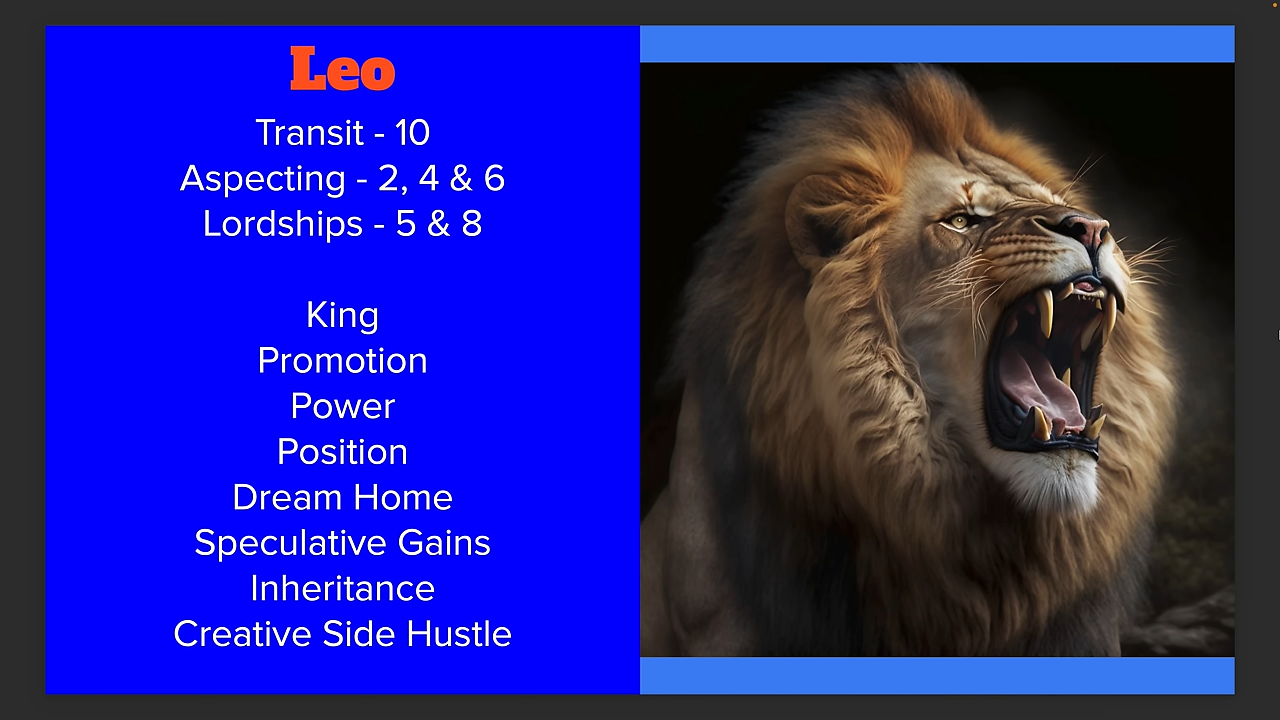 Leo
Transit - 10
Aspecting - 2, 4 & 6
Lordships - 5 & 8
King
Promotion
Power
Position
Dream Home
Speculative Gains
Inheritance
Creative Side Hustle